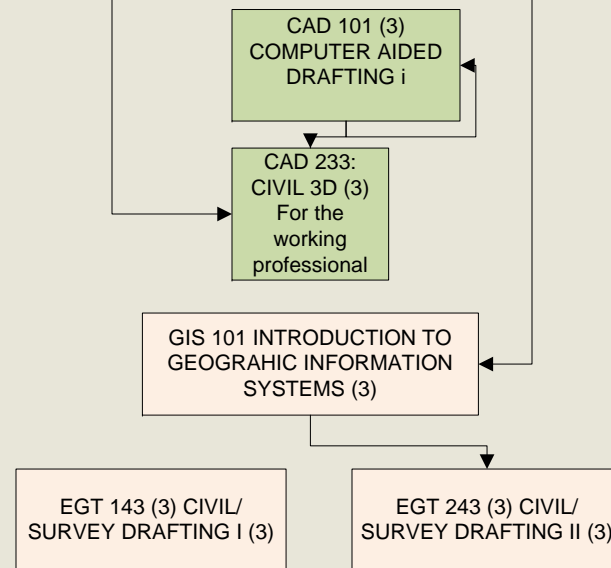 CAD 101 (3)
COMPUTER AIDED
DRAFTING i
CAD 233:
CIVIL 3D (3)
For the
working
professional
GIS 101 INTRODUCTION TO
GEOGRAHIC INFORMATION
SYSTEMS (3)
EGT 143 (3) CIVIL/
SURVEY DRAFTING I (3)
EGT 243 (3) CIVIL/
SURVEY DRAFTING II (3)